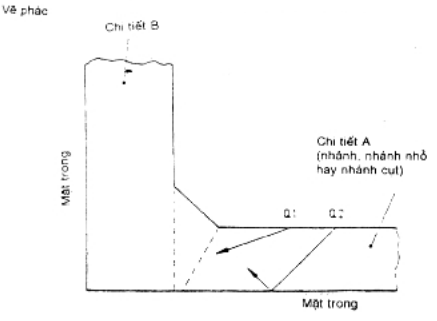 Vẽ phác
Chi tiết B
Mặt trong
Chi tiết A
(nhánh, nhánh nhỏ
hay nhánh cụt)
Q1 Q2
Mặt trong